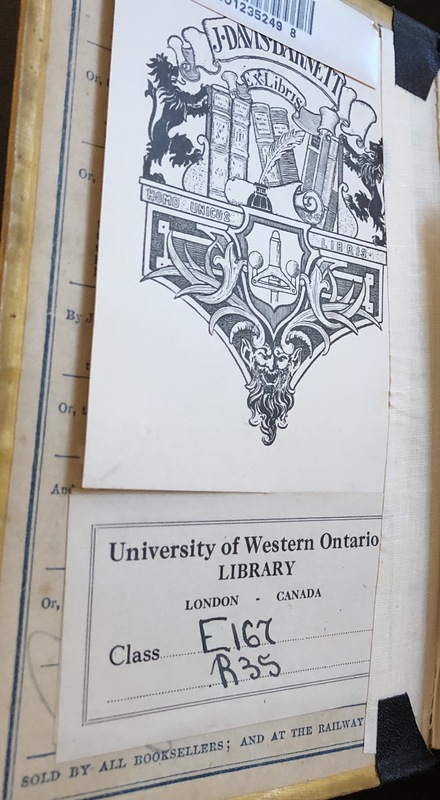 01235249 8
J. DAVIS BARNETT
Ex Libris
HOMO UNIUS
LIBRIS
Or,
Or,
By J
Or, t
And
Or,
University of Western Ontario
LIBRARY
LONDON - CANADA
Class E167
R35
SOLD BY ALL BOOKSELLERS; AND AT THE RAILWAY